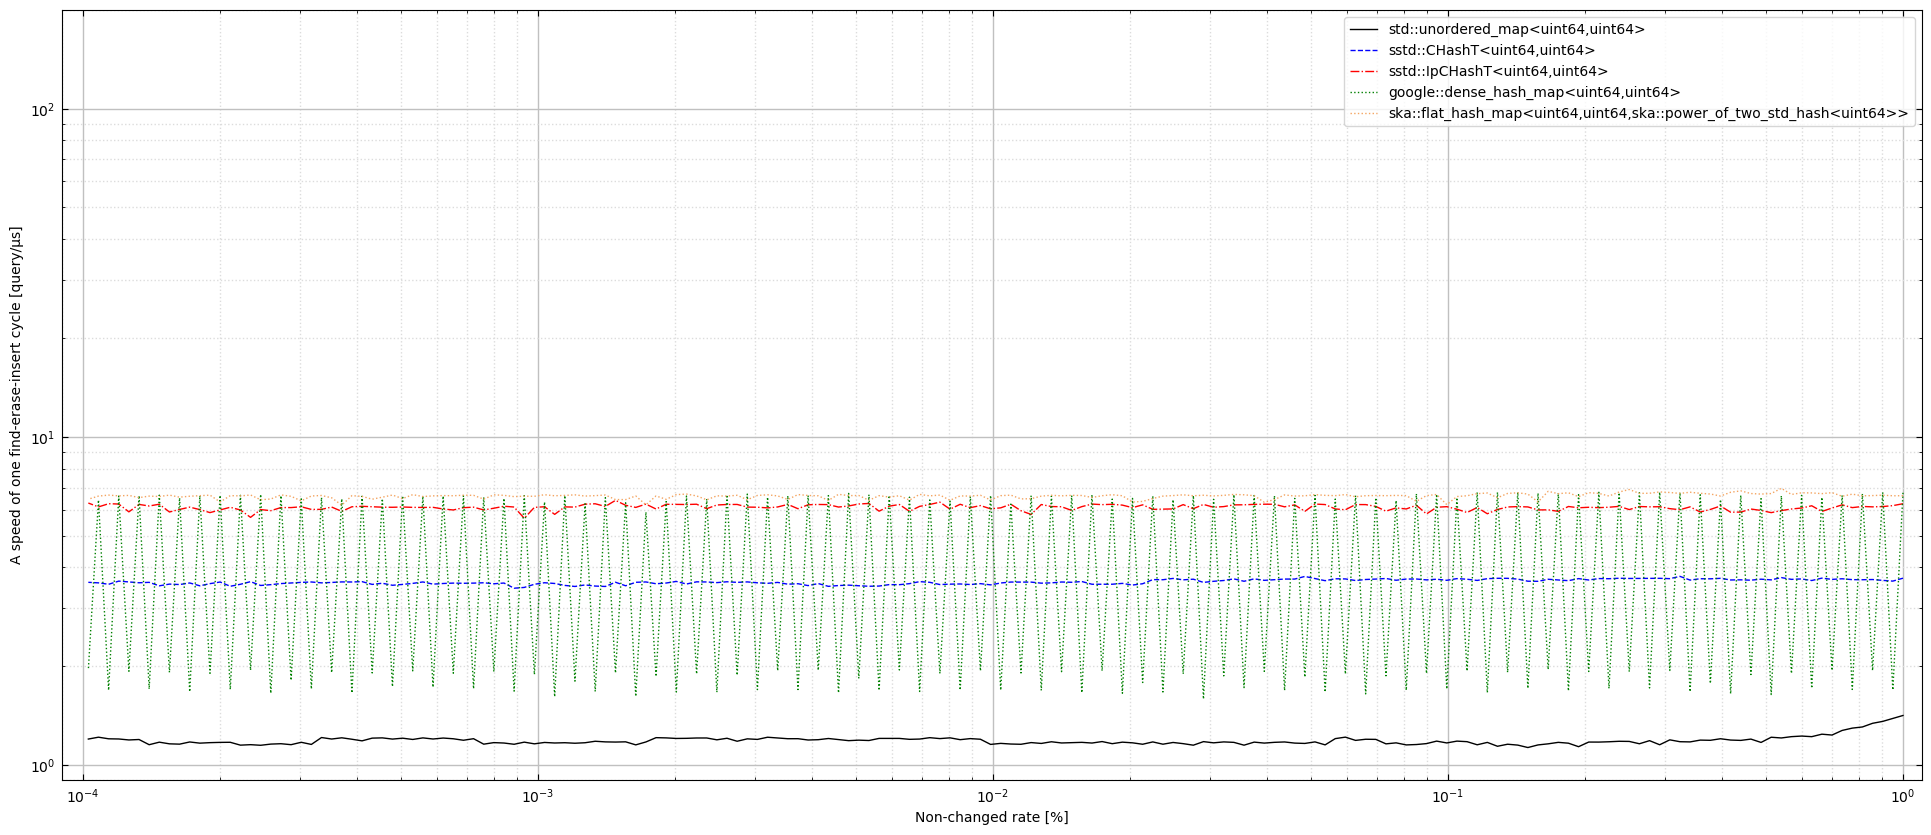 std::unordered_map<uint64,uint64>
sstd::CHashT<uint64,uint64>
sstd::IpCHashT<uint64,uint64>
google::dense_hash_map<uint64,uint64>
ska::flat_hash_map<uint64,uint64,ska::power_of_two_std_hash<uint64>>
A speed of one find-erase-insert cycle [query/μs]
10²
10¹
10⁰
10⁻⁴
10⁻³
10⁻²
10⁻¹
10⁰
Non-changed rate [%]